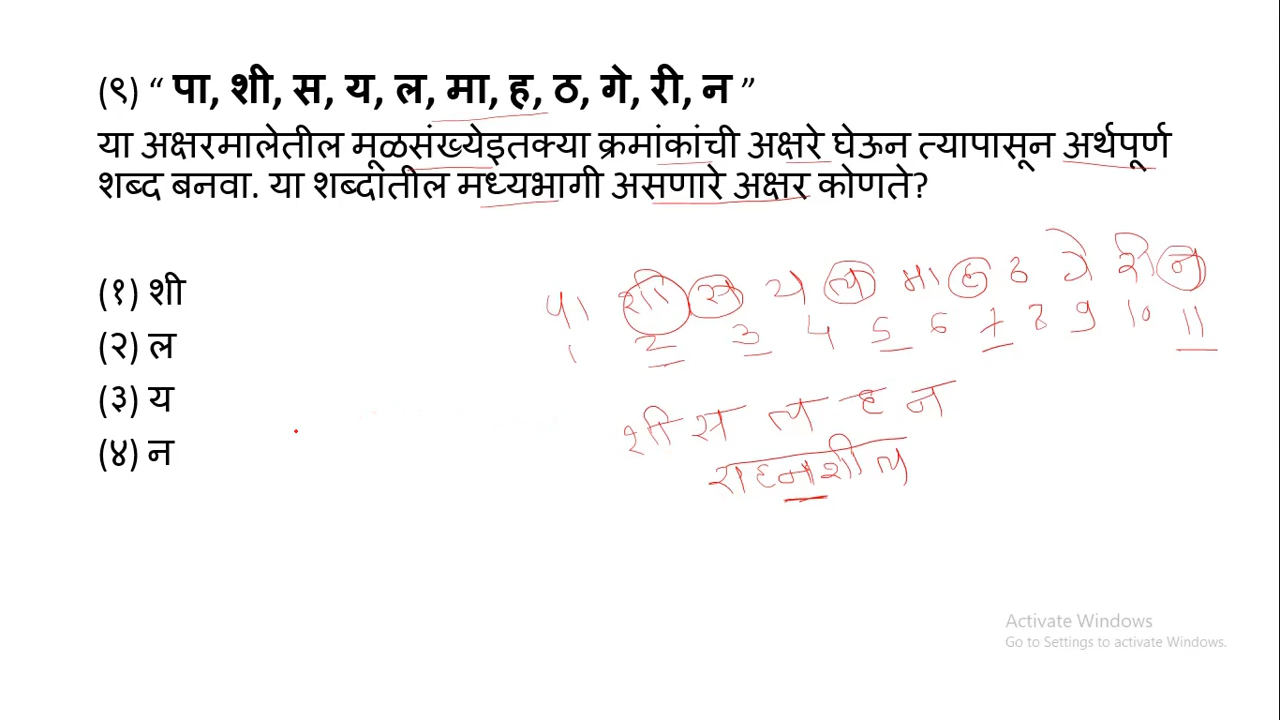 (९) “ पा, शी, स, य, ल, मा, ह, ठ, गे, री, न ”
या अक्षरमालेतील मूळसंख्येइतक्या क्रमांकांची अक्षरे घेऊन त्यापासून अर्थपूर्ण
शब्द बनवा. या शब्दातील मध्यभागी असणारे अक्षर कोणते?
(१) शी
(२) ल
(३) य
(४) न
पा शी स य ल मा ह ठ गे री न
1 2 3 4 5 6 7 8 9 10 11
शी स ल ह न
सहनशील
Activate Windows
Go to Settings to activate Windows.